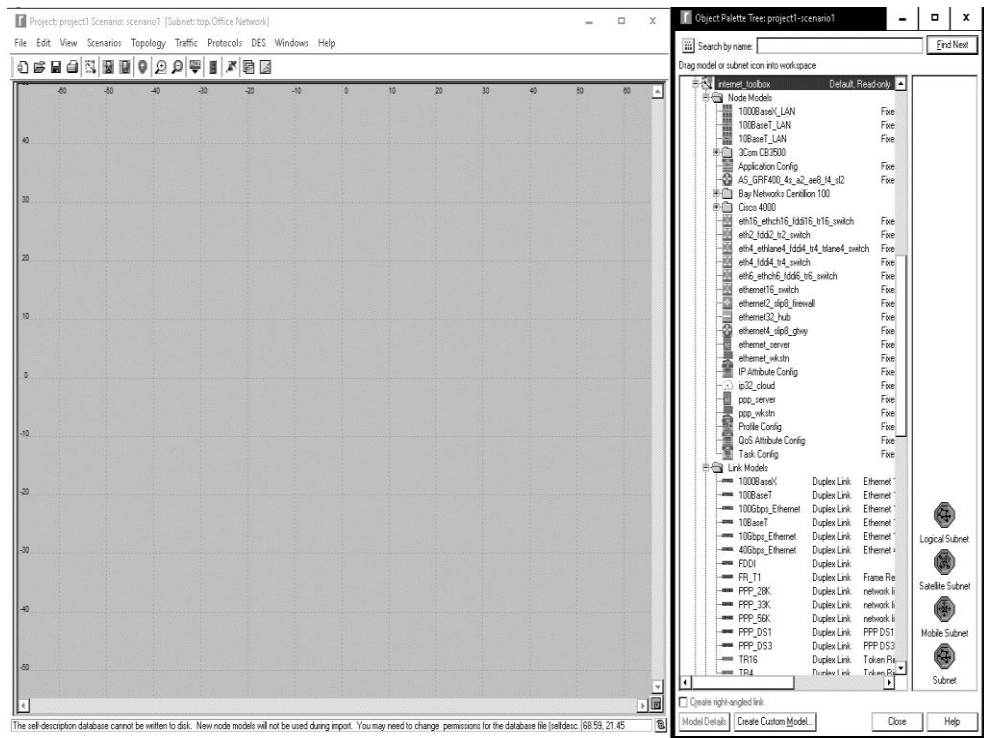 Project: project1 Scenario: scenario1 [Subnet: top.Office Network]
File Edit View Scenarios Topology Traffic Protocols DES Windows Help
-60 -50 -40 -30 -20 -10 0 10 20 30 40 50 60
40
30
20
10
0
-10
-20
-30
-40
-50
The self-description database cannot be written to disk. New node models will not be used during import. You may need to change permissions for the database file (selfdesc. (68.59, 21.45
Object Palette Tree: project1-scenario1
Search by name: Find Next
Drag model or subnet icon into workspace
internet_toolbox Default, Read-only
Node Models
1000BaseX_LAN Fixe
100BaseT_LAN Fixe
10BaseT_LAN Fixe
3Com CB3500
Application Config Fixe
AS_GRF400_4s_a2_ae8_f4_sl2 Fixe
Bay Networks Centillion 100
Cisco 4000
eth16_ethch16_fddi16_tr16_switch Fixe
eth2_fddi2_tr2_switch Fixe
eth4_ethlane4_fddi4_tr4_trlane4_switch Fixe
eth4_fddi4_tr4_switch Fixe
eth6_ethch6_fddi6_tr6_switch Fixe
ethernet16_switch Fixe
ethernet2_slip8_firewall Fixe
ethernet32_hub Fixe
ethernet4_slip8_gtwy Fixe
ethernet_server Fixe
ethernet_wkstn Fixe
IP Attribute Config Fixe
ip32_cloud Fixe
ppp_server Fixe
ppp_wkstn Fixe
Profile Config Fixe
QoS Attribute Config Fixe
Task Config Fixe
Link Models
1000BaseX Duplex Link Ethernet 1
100BaseT Duplex Link Ethernet 1
100Gbps_Ethernet Duplex Link Ethernet 1
10BaseT Duplex Link Ethernet 1
10Gbps_Ethernet Duplex Link Ethernet 1
40Gbps_Ethernet Duplex Link Ethernet 4
FDDI Duplex Link
FR_T1 Duplex Link Frame Re
PPP_28K Duplex Link network li
PPP_33K Duplex Link network li
PPP_56K Duplex Link network li
PPP_DS1 Duplex Link PPP DS1
PPP_DS3 Duplex Link PPP DS3
TR16 Duplex Link Token Ri
TR4 Duplex Link Token Ri
Logical Subnet
Satellite Subnet
Mobile Subnet
Subnet
Create right-angled link
Model Details Create Custom Model... Close Help